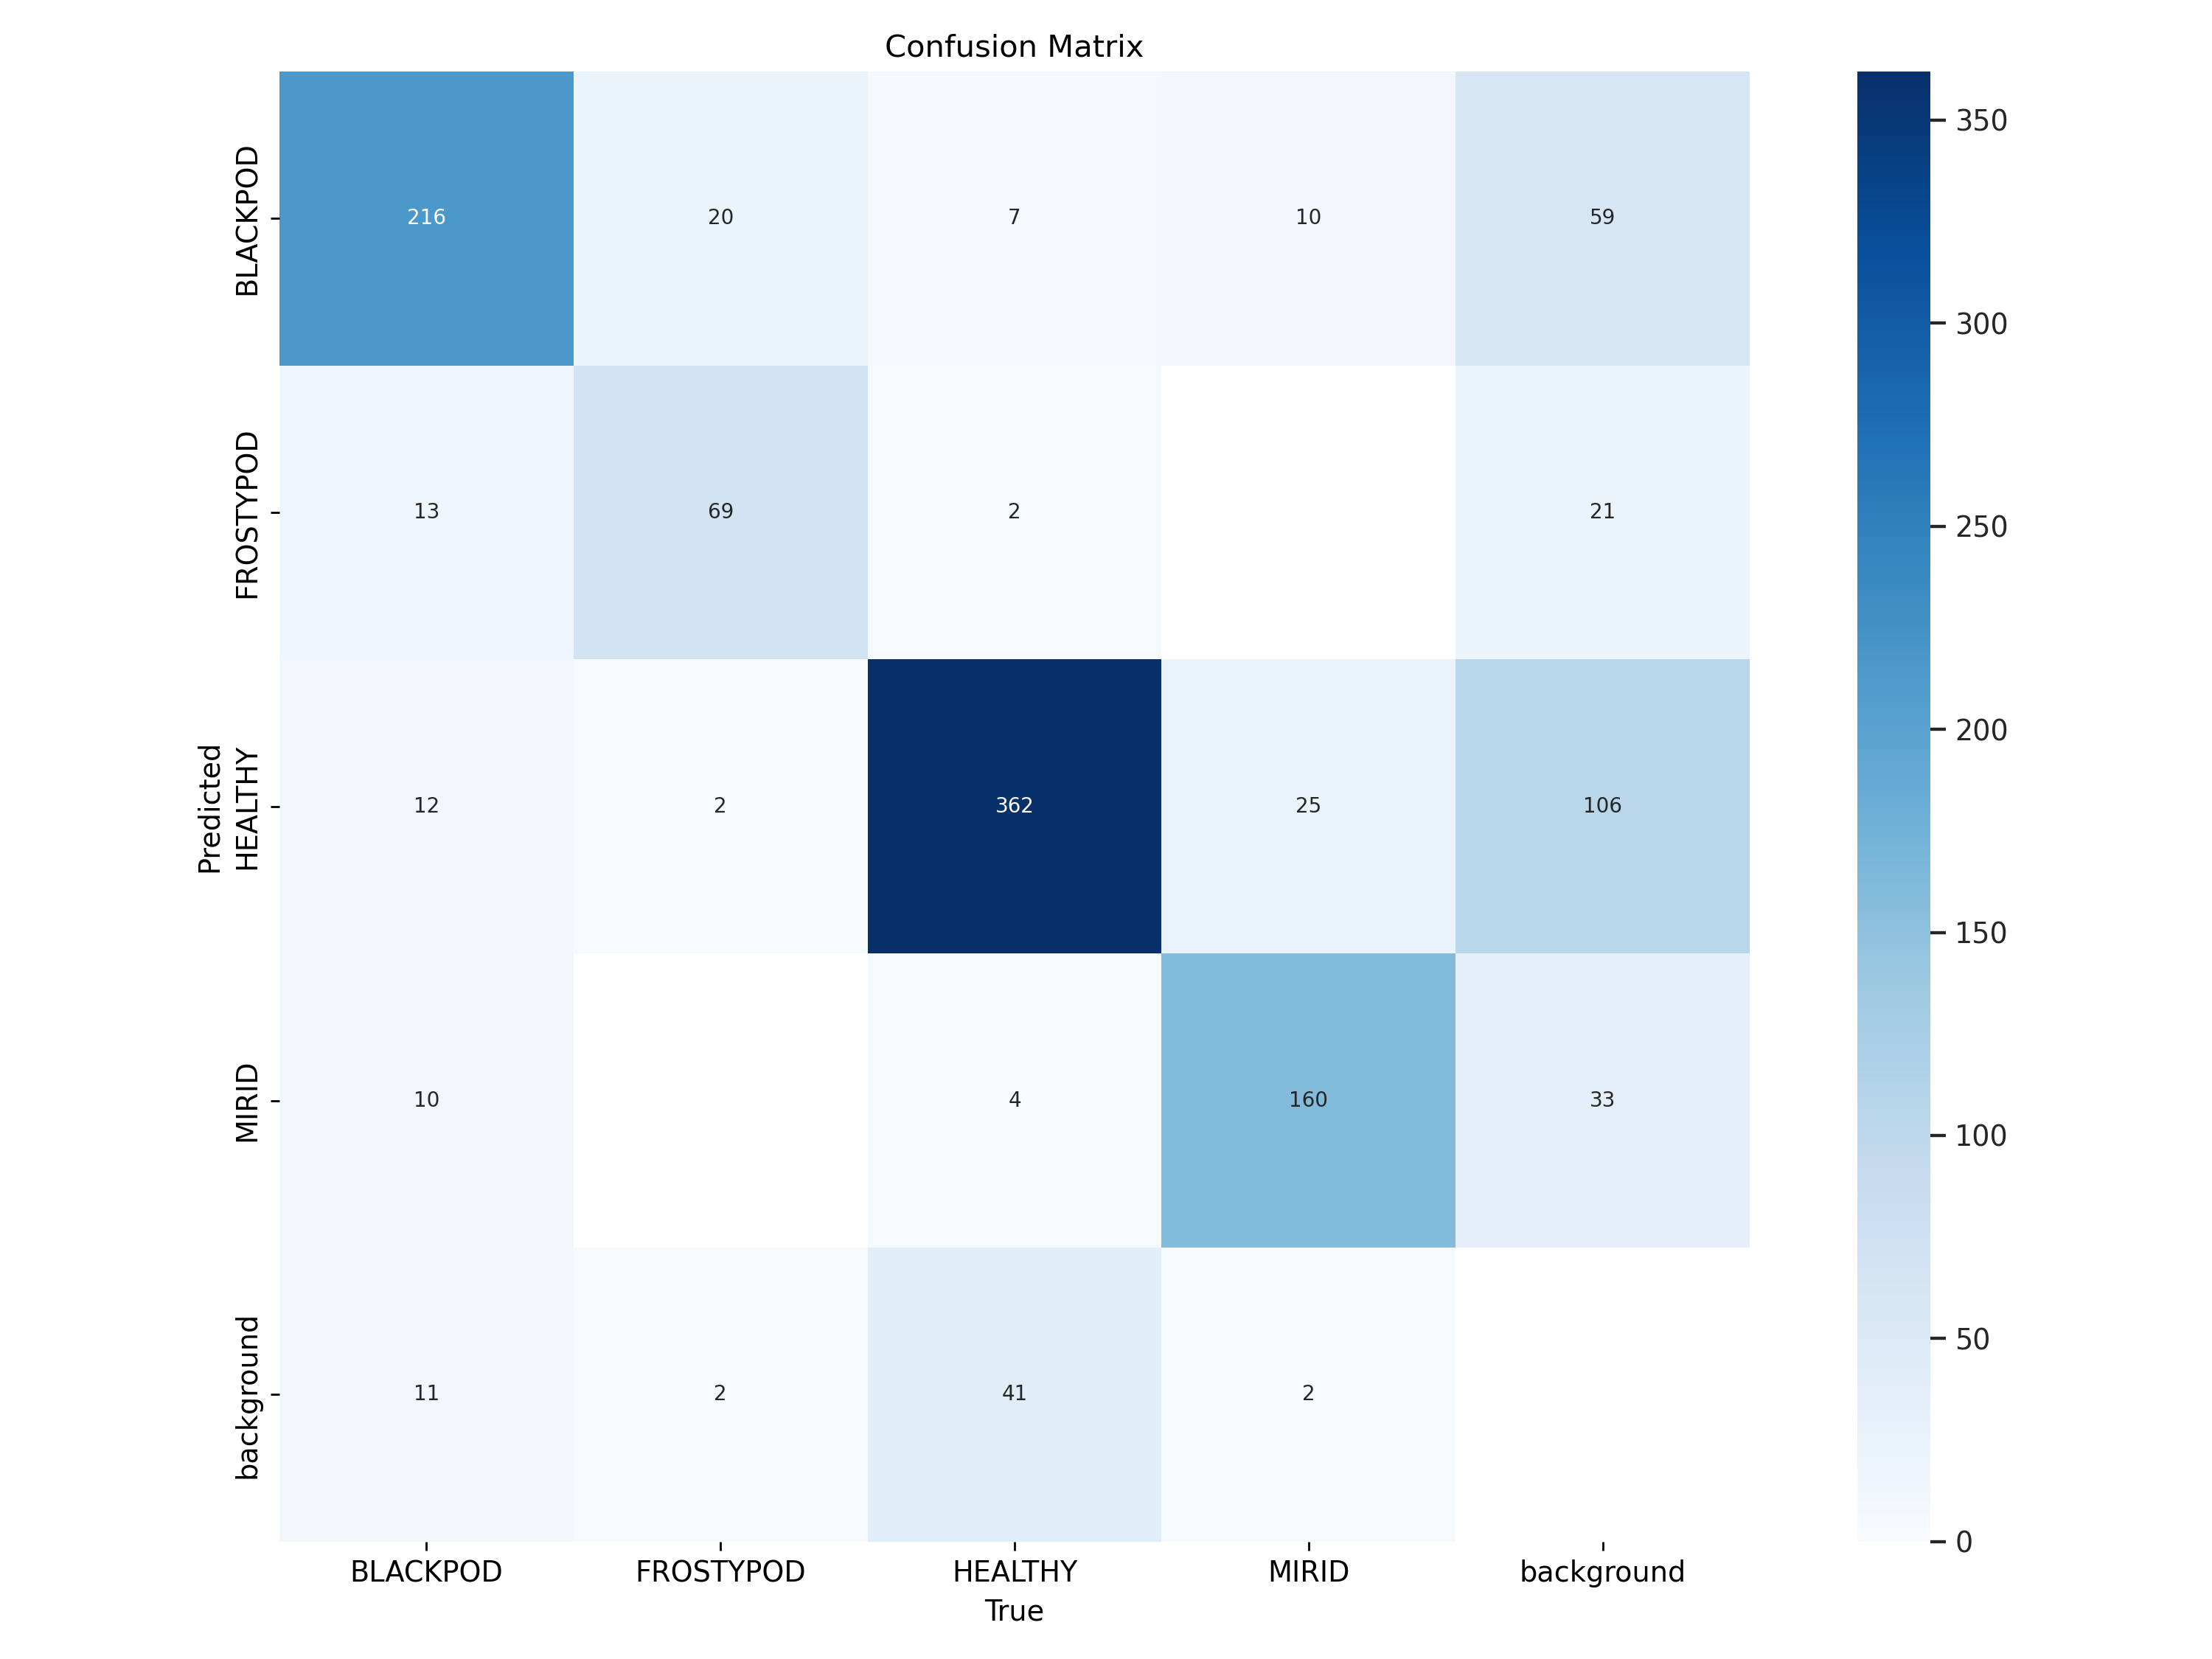 Confusion Matrix
BLACKPOD
216 20 7 10 59
FROSTYPOD
13 69 2 21
Predicted
HEALTHY
12 2 362 25 106
MIRID
10 4 160 33
background
11 2 41 2
BLACKPOD FROSTYPOD HEALTHY MIRID background
True
350
300
250
200
150
100
50
0